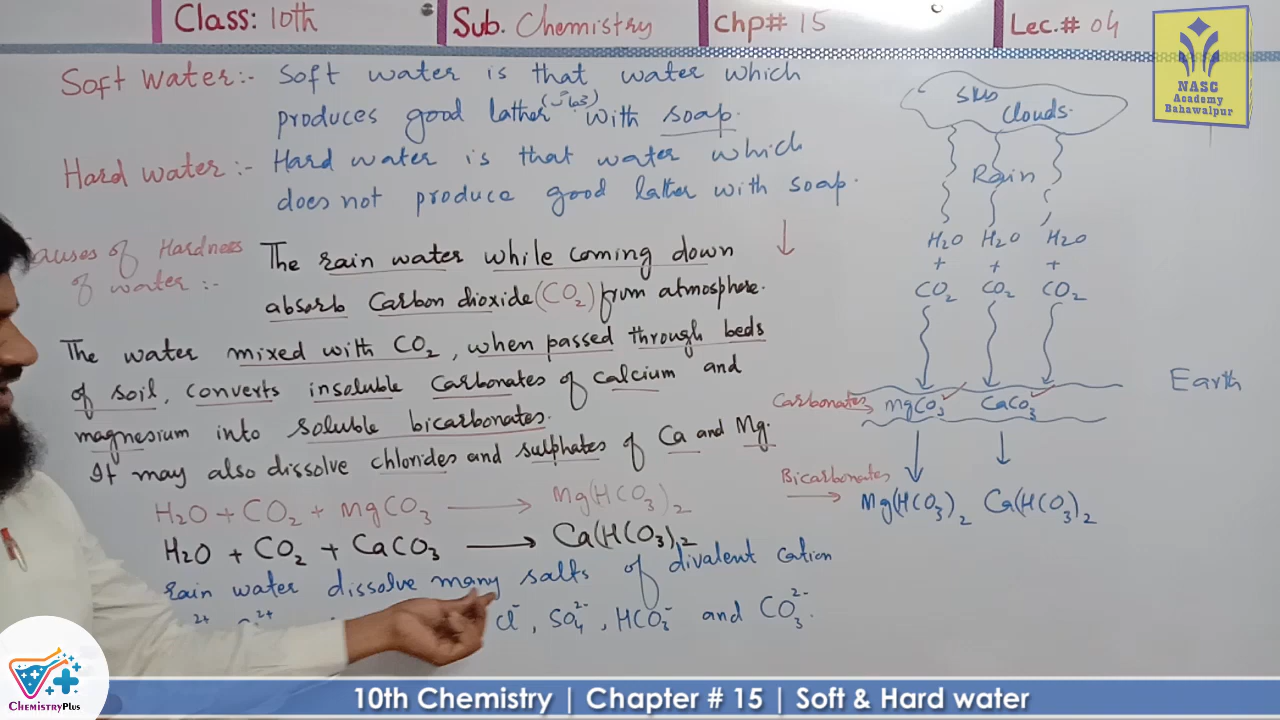 Class: 10th
Sub. Chemistry
Chp# 15
Lec.# 04
NASG
Academy
Bahawalpur
Soft Water:- Soft water is that water which
produces good lather with soap.
Hard water:- Hard water is that water which
does not produce good lather with soap.
Causes of Hardness
of water:-
The rain water while coming down
absorb Carbon dioxide (CO₂) from atmosphere.
The water mixed with CO₂, when passed through beds
of soil, converts insoluble Carbonates of calcium and
magnesium into soluble bicarbonates.
It may also dissolve chlorides and sulphates of Ca and Mg.
H₂O + CO₂ + MgCO₃ → Mg(HCO₃)₂
H₂O + CO₂ + CaCO₃ → Ca(HCO₃)₂
rain water dissolve many salts of divalent cation
Cl⁻, SO₄²⁻, HCO₃⁻ and CO₃²⁻.
Clouds.
Rain
H₂O H₂O H₂O
+ + +
CO₂ CO₂ CO₂
Earth
Carbonates → MgCO₃ CaCO₃
Bicarbonates
→ Mg(HCO₃)₂ Ca(HCO₃)₂
ChemistryPlus
10th Chemistry | Chapter # 15 | Soft & Hard water